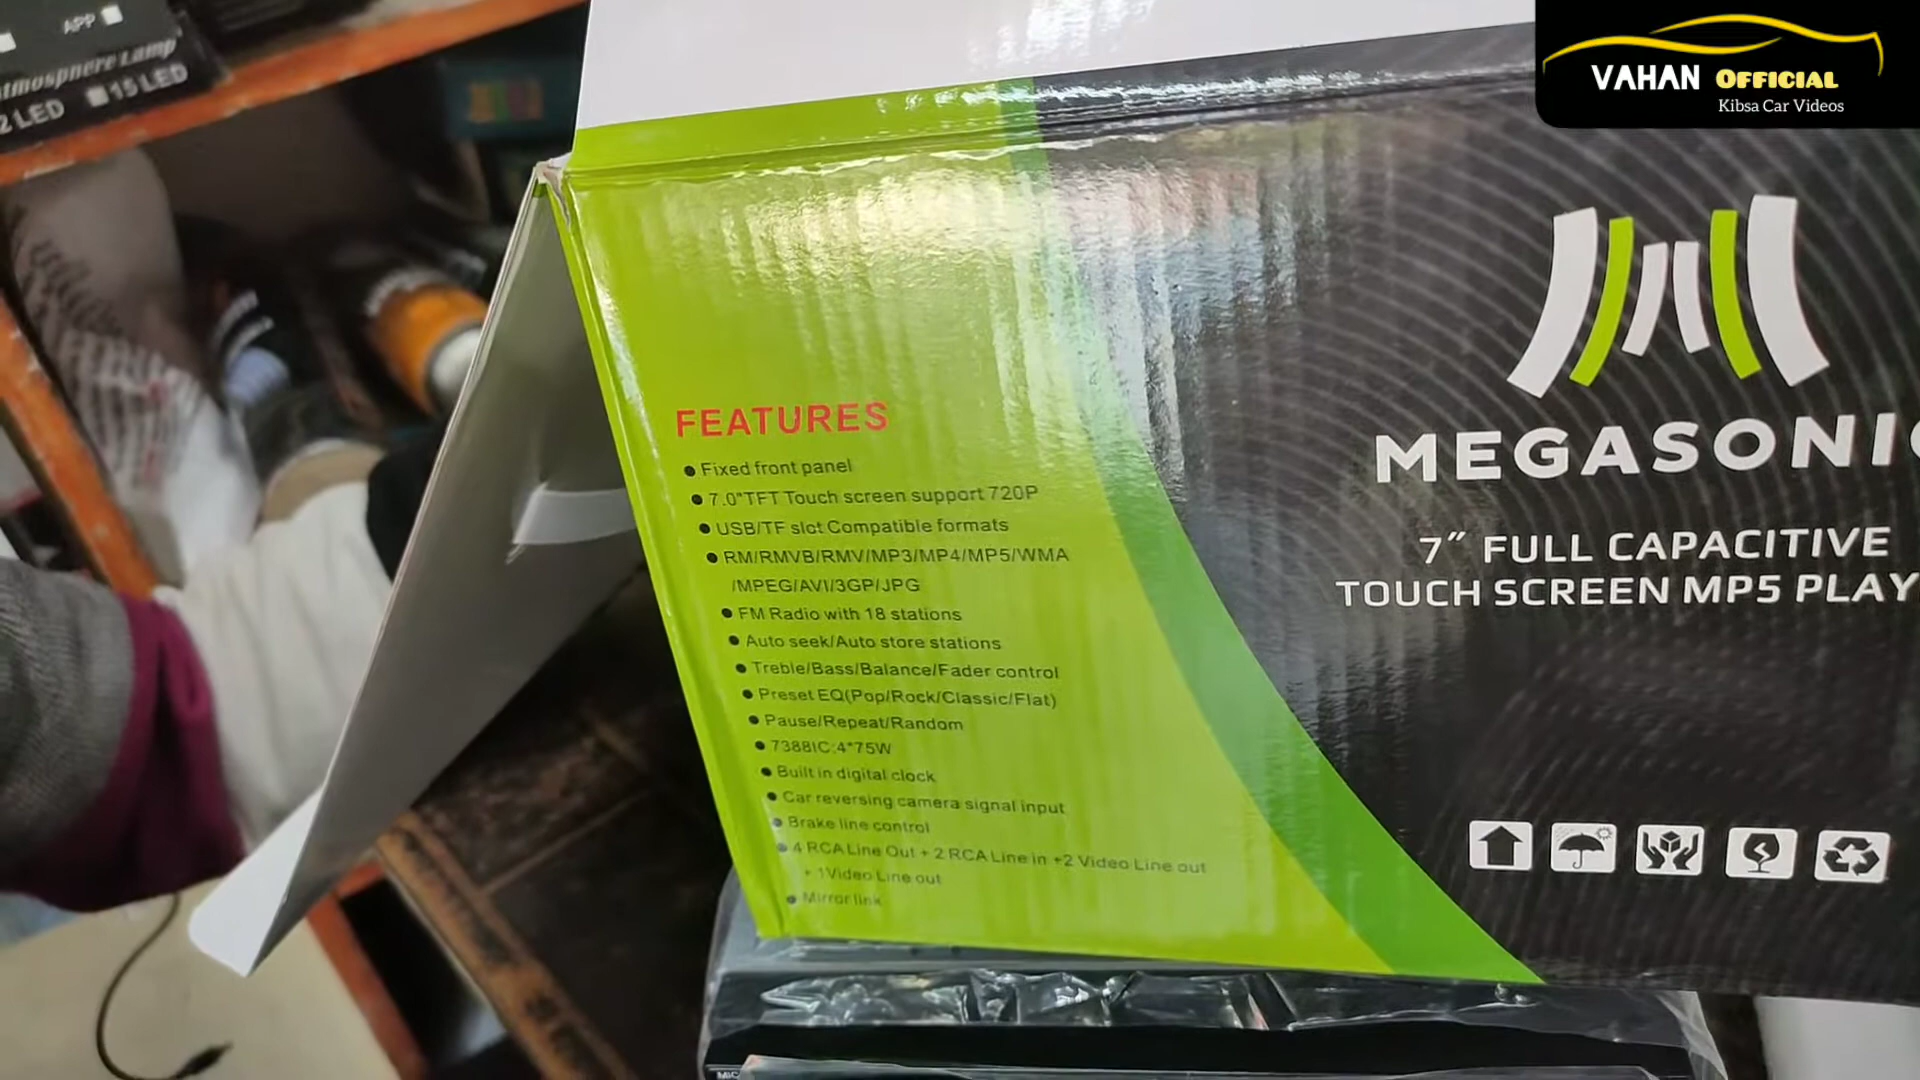 APP
tmosphere Lamp
2 LED 15 LED
VAHAN OFFICIAL
Kibsa Car Videos
MEGASONIC
7" FULL CAPACITIVE
TOUCH SCREEN MP5 PLAY
FEATURES
● Fixed front panel
● 7.0"TFT Touch screen support 720P
● USB/TF slct Compatible formats
● RM/RMVB/RMV/MP3/MP4/MP5/WMA
/MPEG/AVI/3GP/JPG
● FM Radio with 18 stations
● Auto seek/Auto store stations
● Treble/Bass/Balance/Fader control
● Preset EQ(Pop/Rock/Classic/Flat)
● Pause/Repeat/Random
● 7388IC:4*75W
● Built in digital clock
● Car reversing camera signal input
● Brake line control
● 4 RCA Line Out + 2 RCA Line in +2 Video Line out
+ 1Video Line out
● Mirror link
MIC